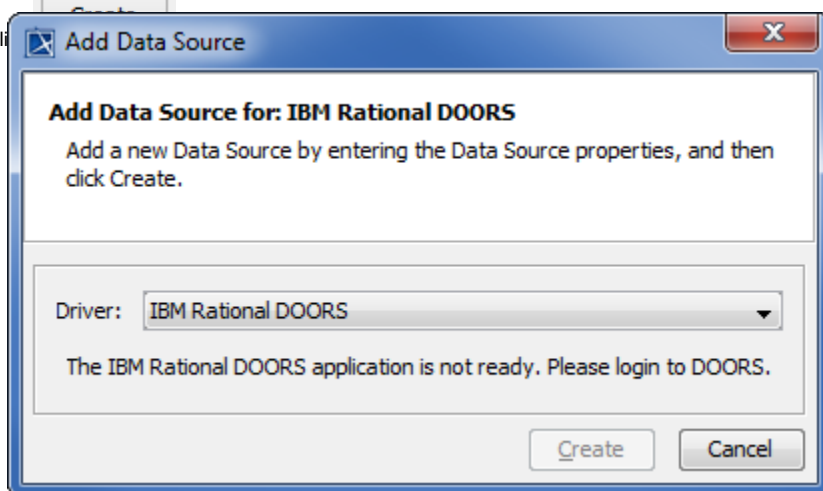 Create
li
Add Data Source
Add Data Source for: IBM Rational DOORS
Add a new Data Source by entering the Data Source properties, and then
click Create.
Driver: IBM Rational DOORS
The IBM Rational DOORS application is not ready. Please login to DOORS.
Create Cancel